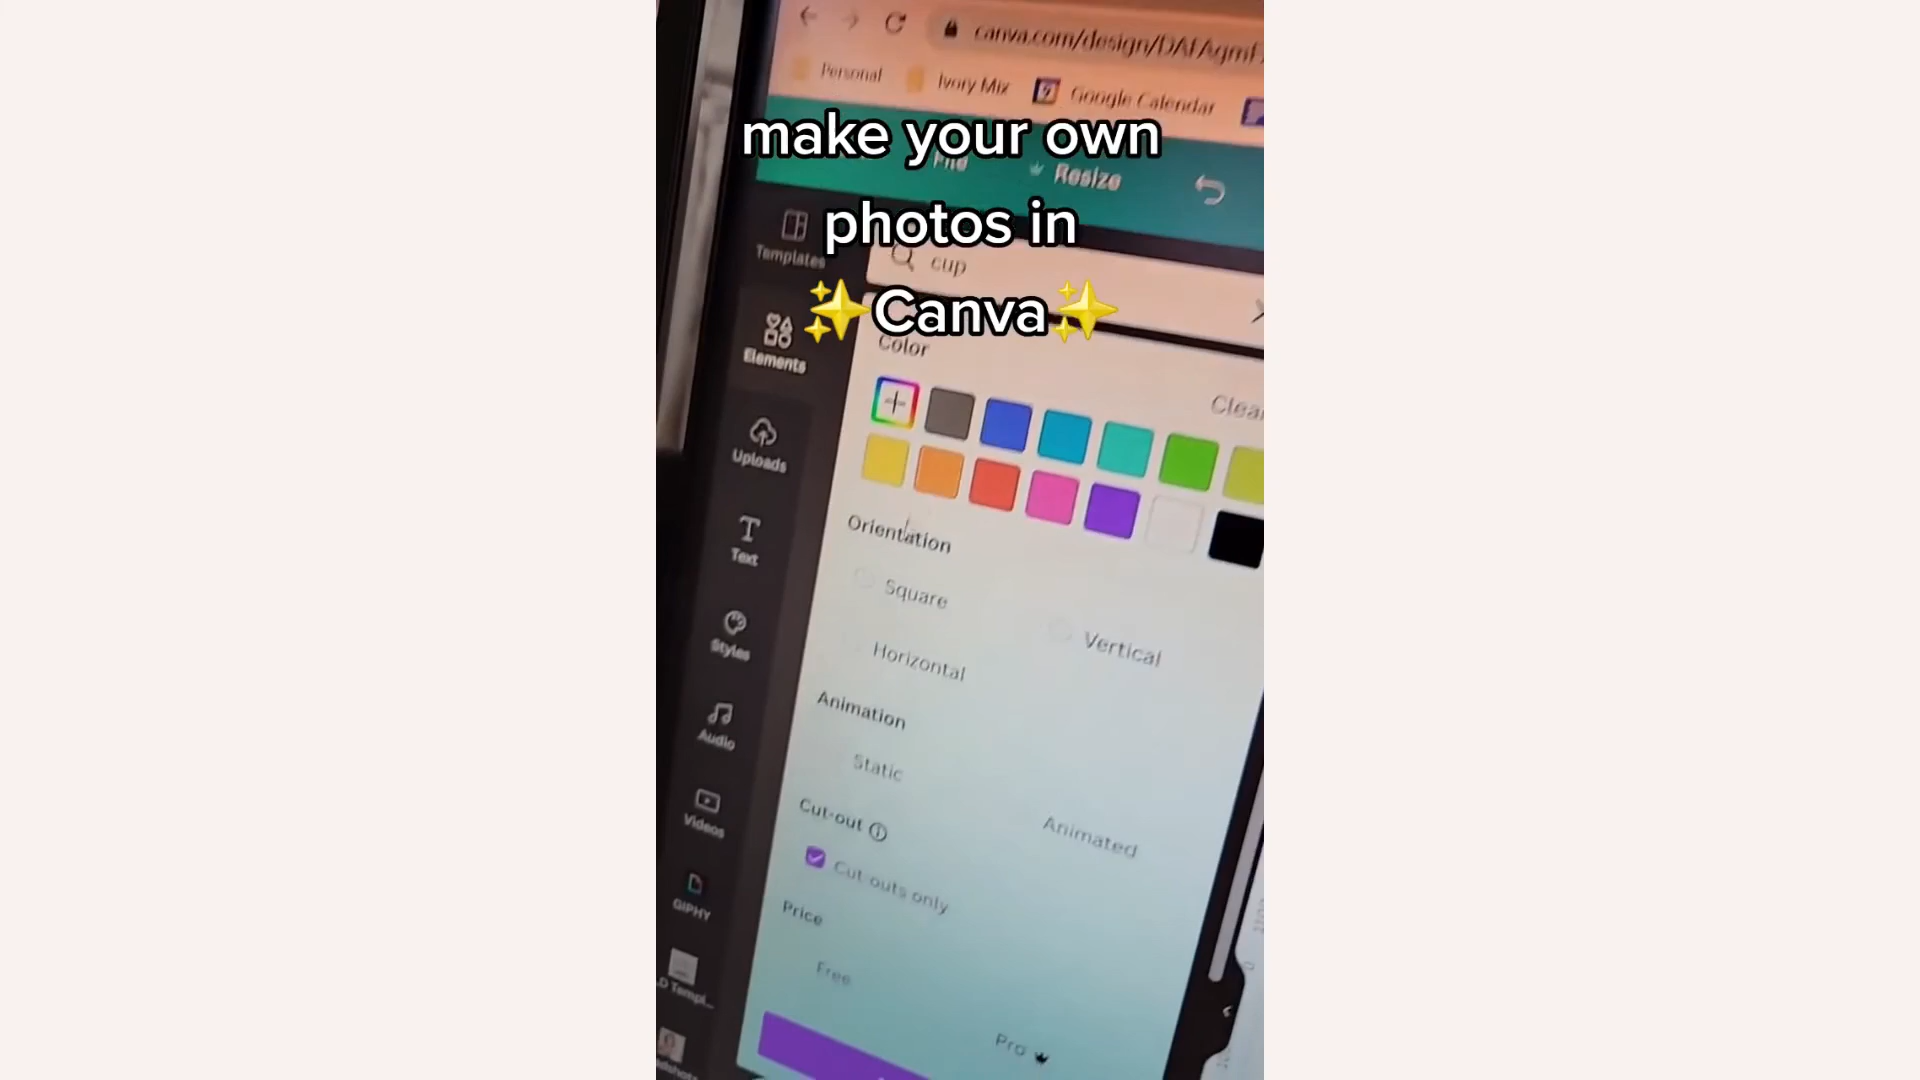 canva.com/design/DAFAgmF
Personal
Ivory Mix
Google Calendar
make your own
photos in
✨Canva✨
File
Resize
Templates
cup
Elements
Color
Clear
Uploads
Text
Orientation
Square
Vertical
Styles
Horizontal
Animation
Audio
Static
Animated
Videos
Cut-out
Cut-outs only
GIPHY
Price
Free
Pro